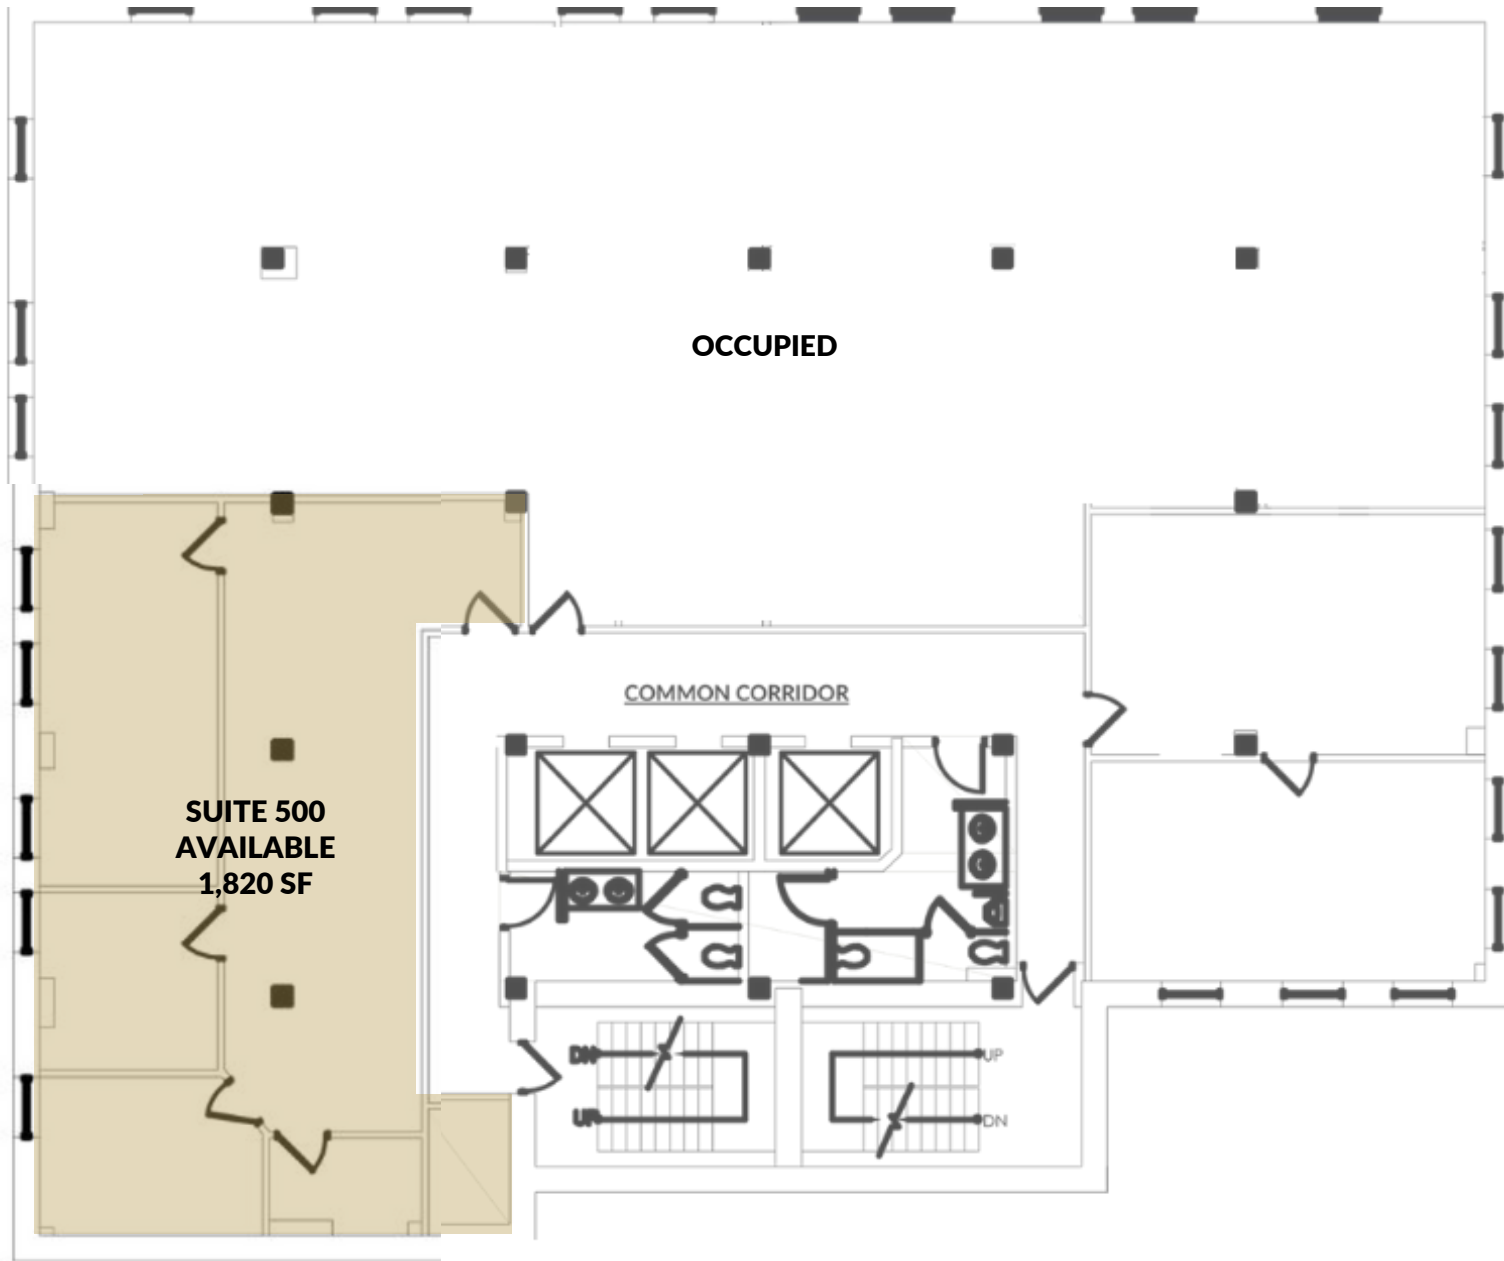 OCCUPIED
COMMON CORRIDOR
SUITE 500
AVAILABLE
1,820 SF
DN
UP
UP
DN